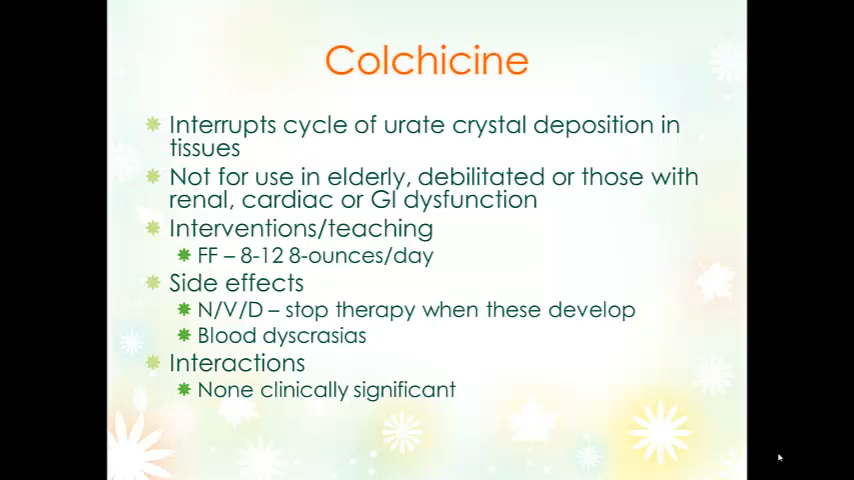 Colchicine
Interrupts cycle of urate crystal deposition in
tissues
Not for use in elderly, debilitated or those with
renal, cardiac or GI dysfunction
Interventions/teaching
FF – 8-12 8-ounces/day
Side effects
N/V/D – stop therapy when these develop
Blood dyscrasias
Interactions
None clinically significant